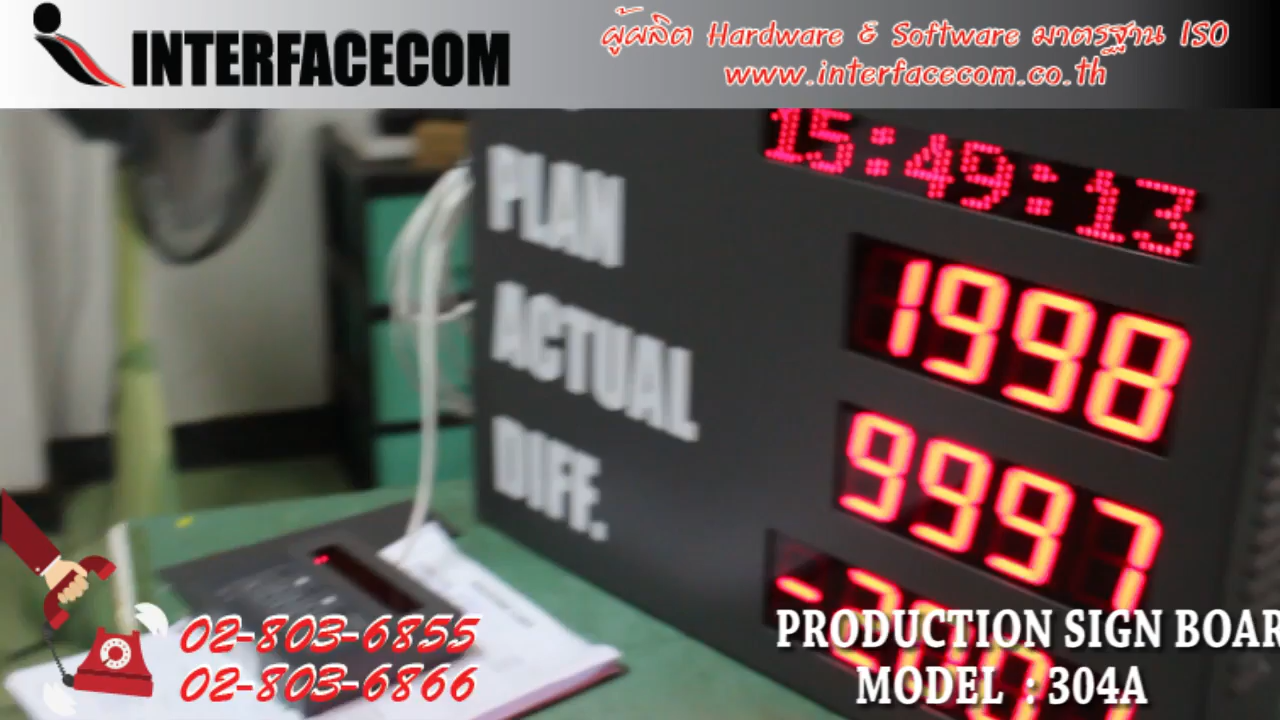 INTERFACECOM
ผู้ผลิต Hardware & Software มาตรฐาน ISO
www.interfacecom.co.th
15:49:13
PLAN 1998
ACTUAL 9997
DIFF.
02-803-6855
02-803-6866
PRODUCTION SIGN BOAR
MODEL : 304A